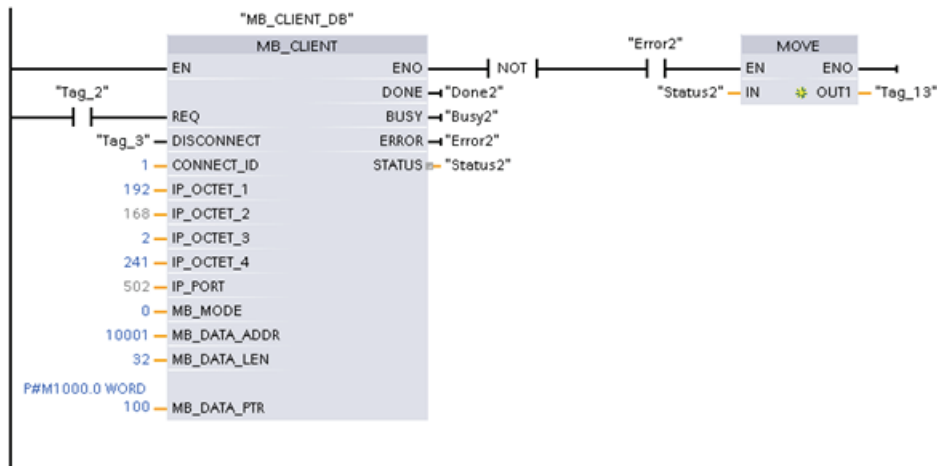 "MB_CLIENT_DB"
MB_CLIENT
"Error2"
MOVE
EN ENO NOT EN ENO
"Tag_2" DONE "Done2" "Status2" IN OUT1 "Tag_13"
REQ BUSY "Busy2"
"Tag_3" DISCONNECT ERROR "Error2"
1 CONNECT_ID STATUS "Status2"
192 IP_OCTET_1
168 IP_OCTET_2
2 IP_OCTET_3
241 IP_OCTET_4
502 IP_PORT
0 MB_MODE
10001 MB_DATA_ADDR
32 MB_DATA_LEN
P#M1000.0 WORD
100 MB_DATA_PTR